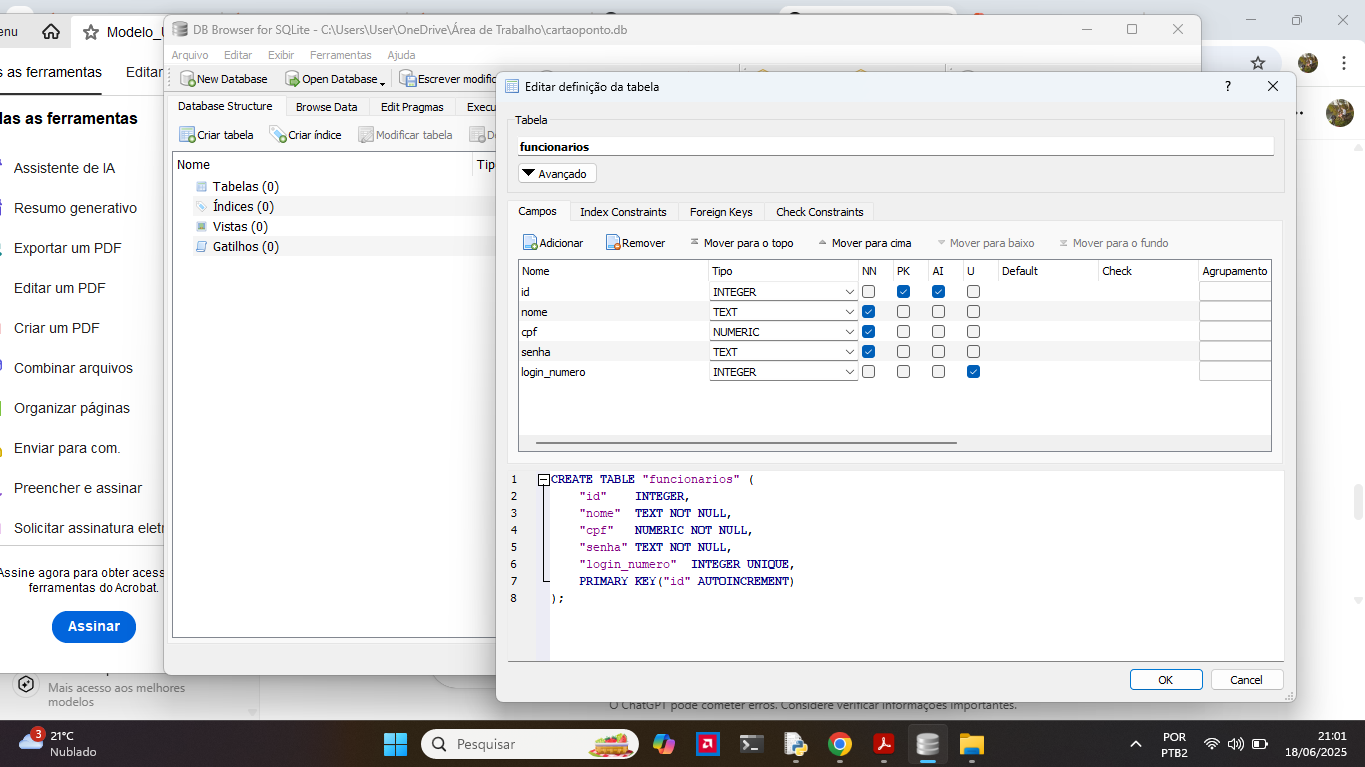 enu
Modelo_
DB Browser for SQLite - C:\Users\User\OneDrive\Área de Trabalho\cartaoponto.db
Arquivo Editar Exibir Ferramentas Ajuda
s as ferramentas Editar
New Database Open Database Escrever modific
Database Structure Browse Data Edit Pragmas Execu
Criar tabela Criar índice Modificar tabela De
Nome Tip
Tabelas (0)
Índices (0)
Vistas (0)
Gatilhos (0)
das as ferramentas
Assistente de IA
Resumo generativo
Exportar um PDF
Editar um PDF
Criar um PDF
Combinar arquivos
Organizar páginas
Enviar para com.
Preencher e assinar
Solicitar assinatura elet
Assine agora para obter acess
ferramentas do Acrobat.
Assinar
Mais acesso aos melhores
modelos
Editar definição da tabela
?
Tabela
funcionarios
Avançado
Campos Index Constraints Foreign Keys Check Constraints
Adicionar Remover Mover para o topo Mover para cima Mover para baixo Mover para o fundo
Nome Tipo NN PK AI U Default Check Agrupamento
id INTEGER
nome TEXT
cpf NUMERIC
senha TEXT
login_numero INTEGER
1 CREATE TABLE "funcionarios" (
2 "id" INTEGER,
3 "nome" TEXT NOT NULL,
4 "cpf" NUMERIC NOT NULL,
5 "senha" TEXT NOT NULL,
6 "login_numero" INTEGER UNIQUE,
7 PRIMARY KEY("id" AUTOINCREMENT)
8 );
OK Cancel
O ChatGPT pode cometer erros. Considere verificar informações importantes.
3
21°C
Nublado
Pesquisar
POR
PTB2
21:01
18/06/2025